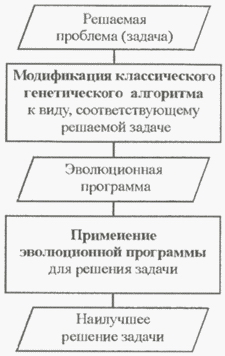 Решаемая
проблема (задача)
Модификация классического
генетического алгоритма
к виду, соответствующему
решаемой задаче
Эволюционная
программа
Применение
эволюционной программы
для решения задачи
Наилучшее
решение задачи